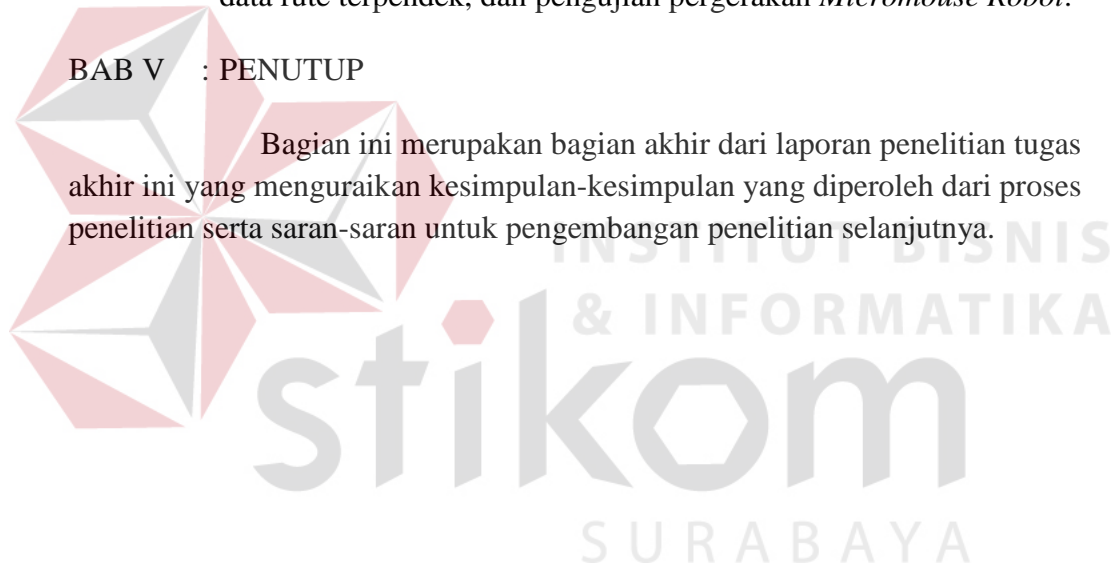 data rute terpendek, dan pengujian pergerakan Micromouse Robot.
BAB V : PENUTUP
Bagian ini merupakan bagian akhir dari laporan penelitian tugas
akhir ini yang menguraikan kesimpulan-kesimpulan yang diperoleh dari proses
penelitian serta saran-saran untuk pengembangan penelitian selanjutnya.
INSTITUT BISNIS
& INFORMATIKA
stikom
SURABAYA